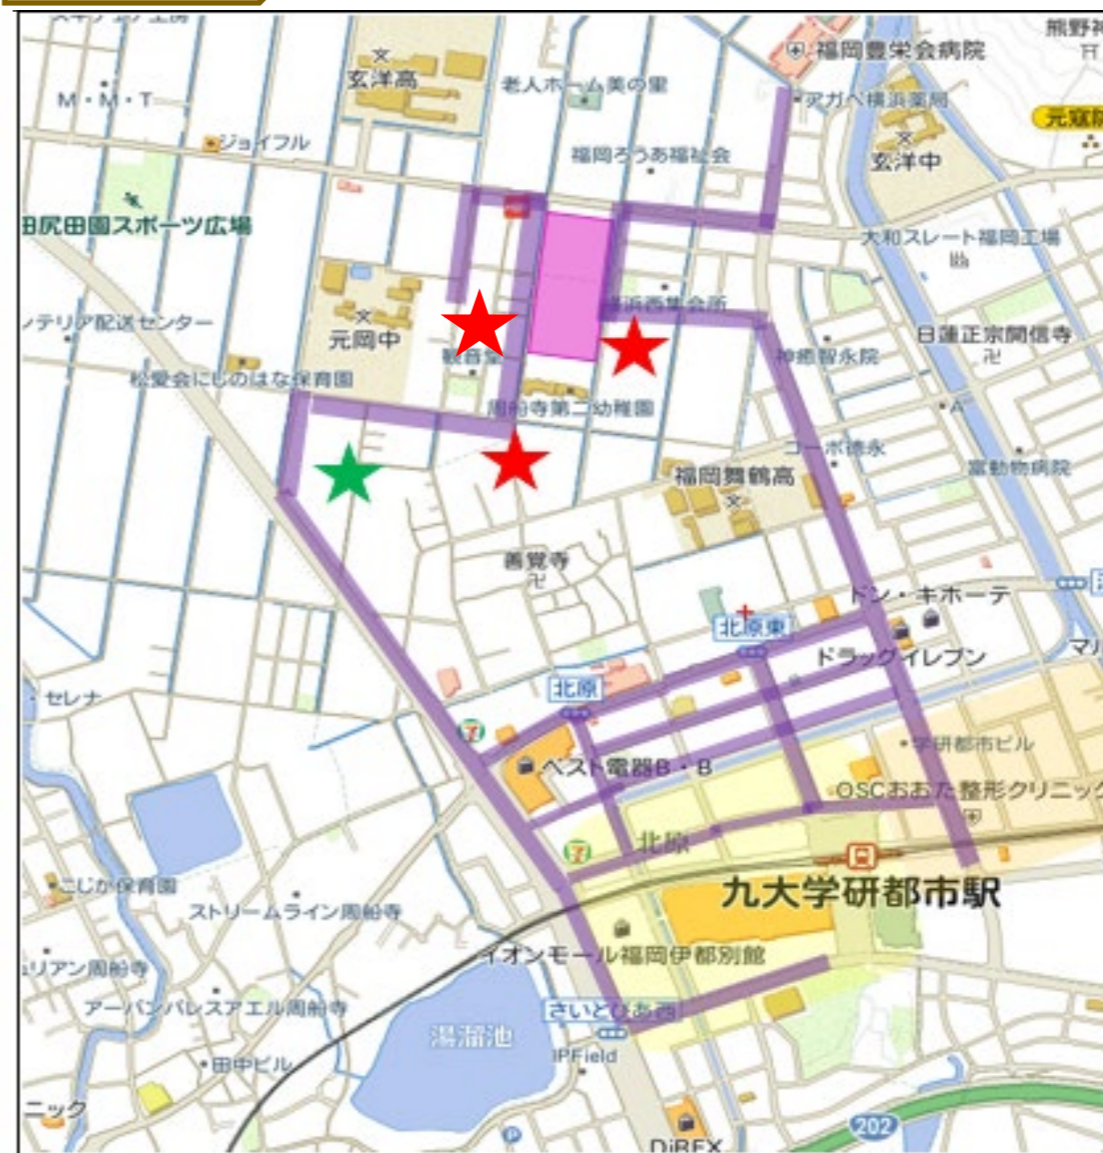 熊野神
福岡豊栄会病院
玄洋高
老人ホーム美の里
M・M・T
アガペ横浜薬局
元寇防
ジョイフル
福岡ろうあ福祉会
玄洋中
田尻田園スポーツ広場
大和スレート福岡工場
浜西集会所
ンテリア配送センター
元岡中
日蓮正宗開信寺
観音堂
神癒智永院
松愛会にじのはな保育園
周船寺第二幼稚園
A
コーポ徳永
富動物病院
福岡舞鶴高
善覚寺
ドン・キホーテ
北原東
ドラッグイレブン
マル
北原
セレナ
学研都市ビル
ベスト電器B・B
OSCおおた整形クリニック
北原
こじか保育園
九大学研都市駅
ストリームライン周船寺
イオンモール福岡伊都別館
ュリアン周船寺
アーバンパレスアエル周船寺
さいとぴあ西
湯溜池
IPField
田中ビル
ニック
202
P
DiREX